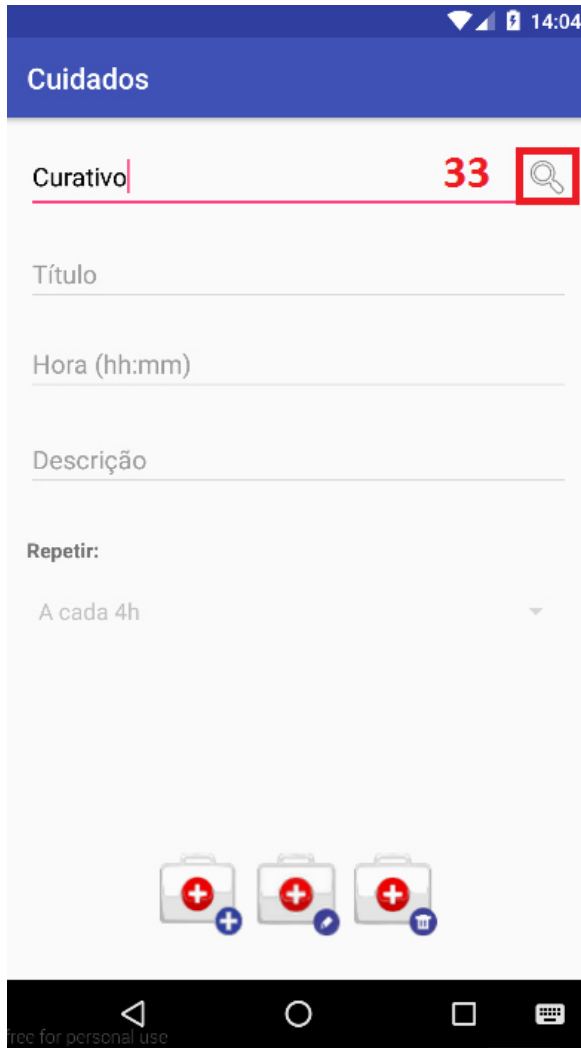 14:04
Cuidados
Curativo 33
Título
Hora (hh:mm)
Descrição
Repetir:
A cada 4h
free for personal use